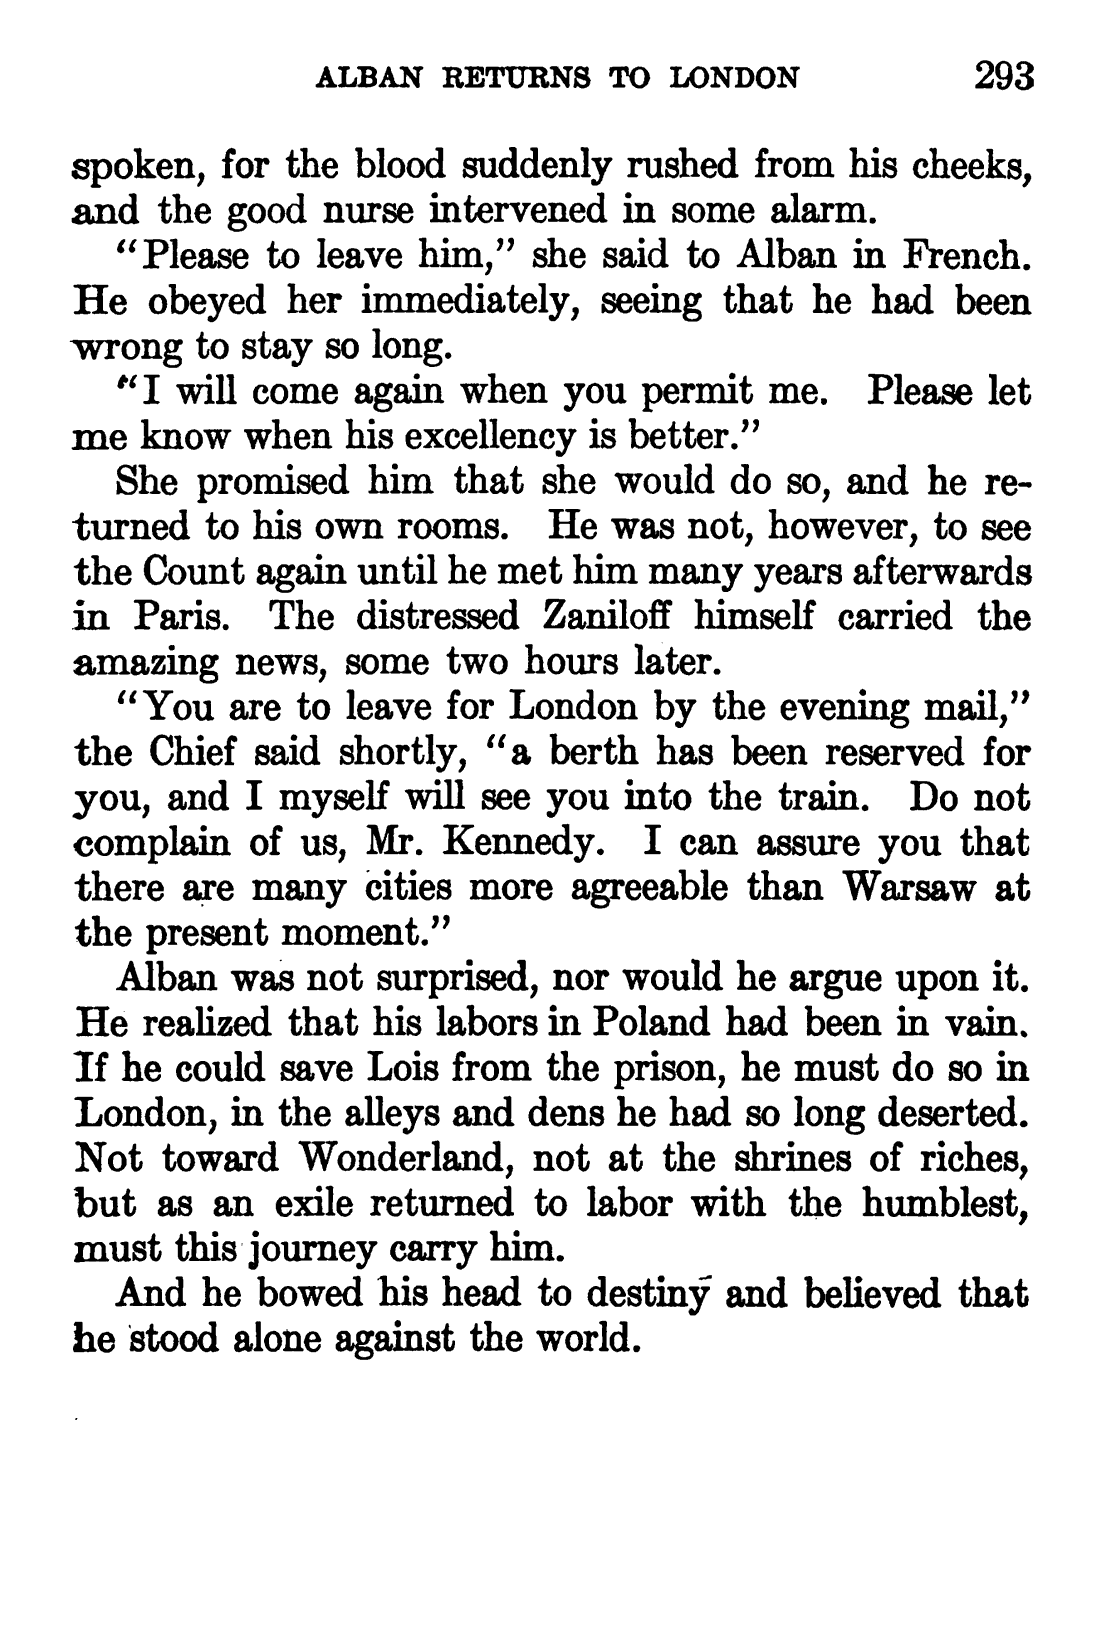 ALBAN RETURNS TO LONDON 293
spoken, for the blood suddenly rushed from his cheeks,
and the good nurse intervened in some alarm.
“Please to leave him,” she said to Alban in French.
He obeyed her immediately, seeing that he had been
wrong to stay so long.
“I will come again when you permit me. Please let
me know when his excellency is better.”
She promised him that she would do so, and he re-
turned to his own rooms. He was not, however, to see
the Count again until he met him many years afterwards
in Paris. The distressed Zaniloff himself carried the
amazing news, some two hours later.
“You are to leave for London by the evening mail,”
the Chief said shortly, “a berth has been reserved for
you, and I myself will see you into the train. Do not
complain of us, Mr. Kennedy. I can assure you that
there are many cities more agreeable than Warsaw at
the present moment.”
Alban was not surprised, nor would he argue upon it.
He realized that his labors in Poland had been in vain.
If he could save Lois from the prison, he must do so in
London, in the alleys and dens he had so long deserted.
Not toward Wonderland, not at the shrines of riches,
but as an exile returned to labor with the humblest,
must this journey carry him.
And he bowed his head to destiny and believed that
he stood alone against the world.